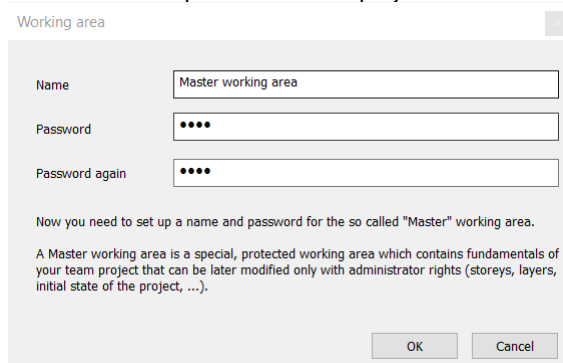 Working area
Name
Master working area
Password
••••
Password again
••••
Now you need to set up a name and password for the so called "Master" working area.
A Master working area is a special, protected working area which contains fundamentals of
your team project that can be later modified only with administrator rights (storeys, layers,
initial state of the project, ...).
OK
Cancel